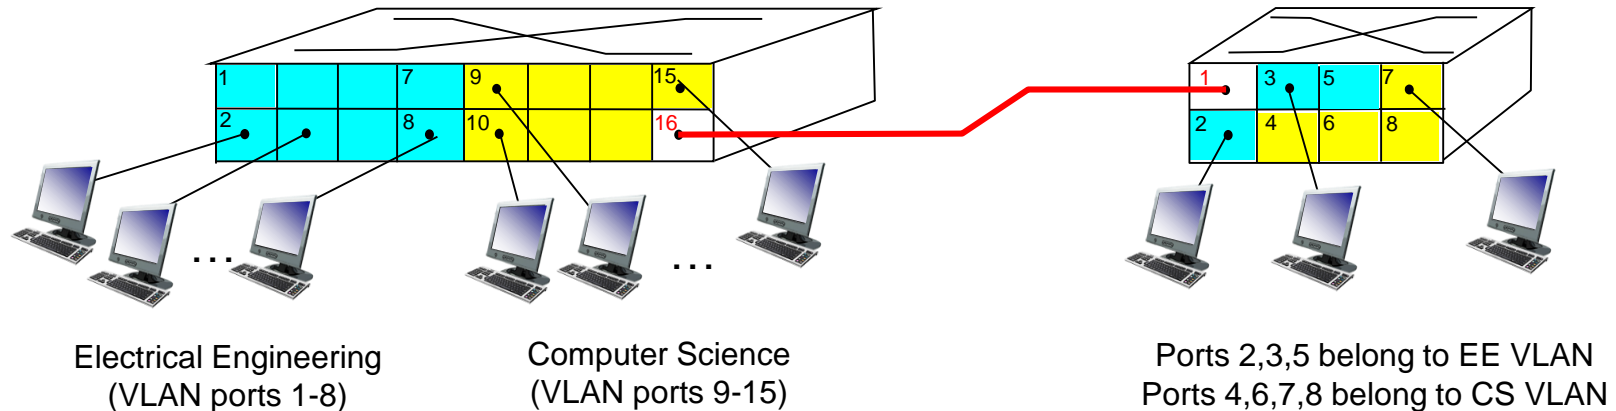 1 7 9 15
2 8 10 16
1 3 5 7
2 4 6 8
...
...
Electrical Engineering
(VLAN ports 1-8)
Computer Science
(VLAN ports 9-15)
Ports 2,3,5 belong to EE VLAN
Ports 4,6,7,8 belong to CS VLAN